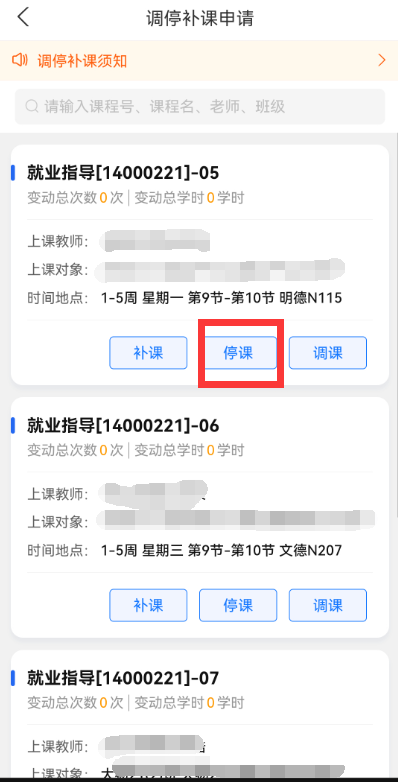 调停补课申请
调停补课须知
请输入课程号、课程名、老师、班级
就业指导[14000221]-05
变动总次数0次|变动总学时0学时
上课教师:
上课对象:
时间地点: 1-5周 星期一 第9节-第10节 明德N115
补课 停课 调课
就业指导[14000221]-06
变动总次数0次|变动总学时0学时
上课教师:
上课对象:
时间地点: 1-5周 星期三 第9节-第10节 文德N207
补课 停课 调课
就业指导[14000221]-07
变动总次数0次|变动总学时0学时
上课教师:
上课对象: